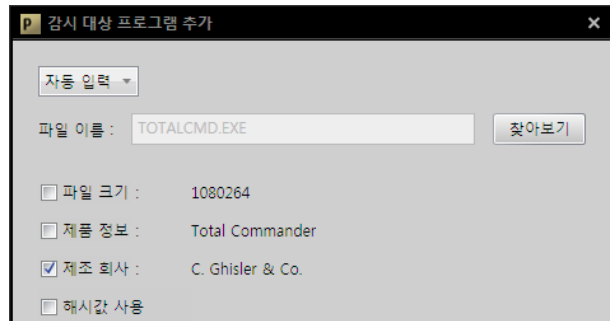 P 감시 대상 프로그램 추가
자동 입력
파일 이름 : TOTALCMD.EXE 찾아보기
파일 크기 : 1080264
제품 정보 : Total Commander
제조 회사 : C. Ghisler & Co.
해시값 사용